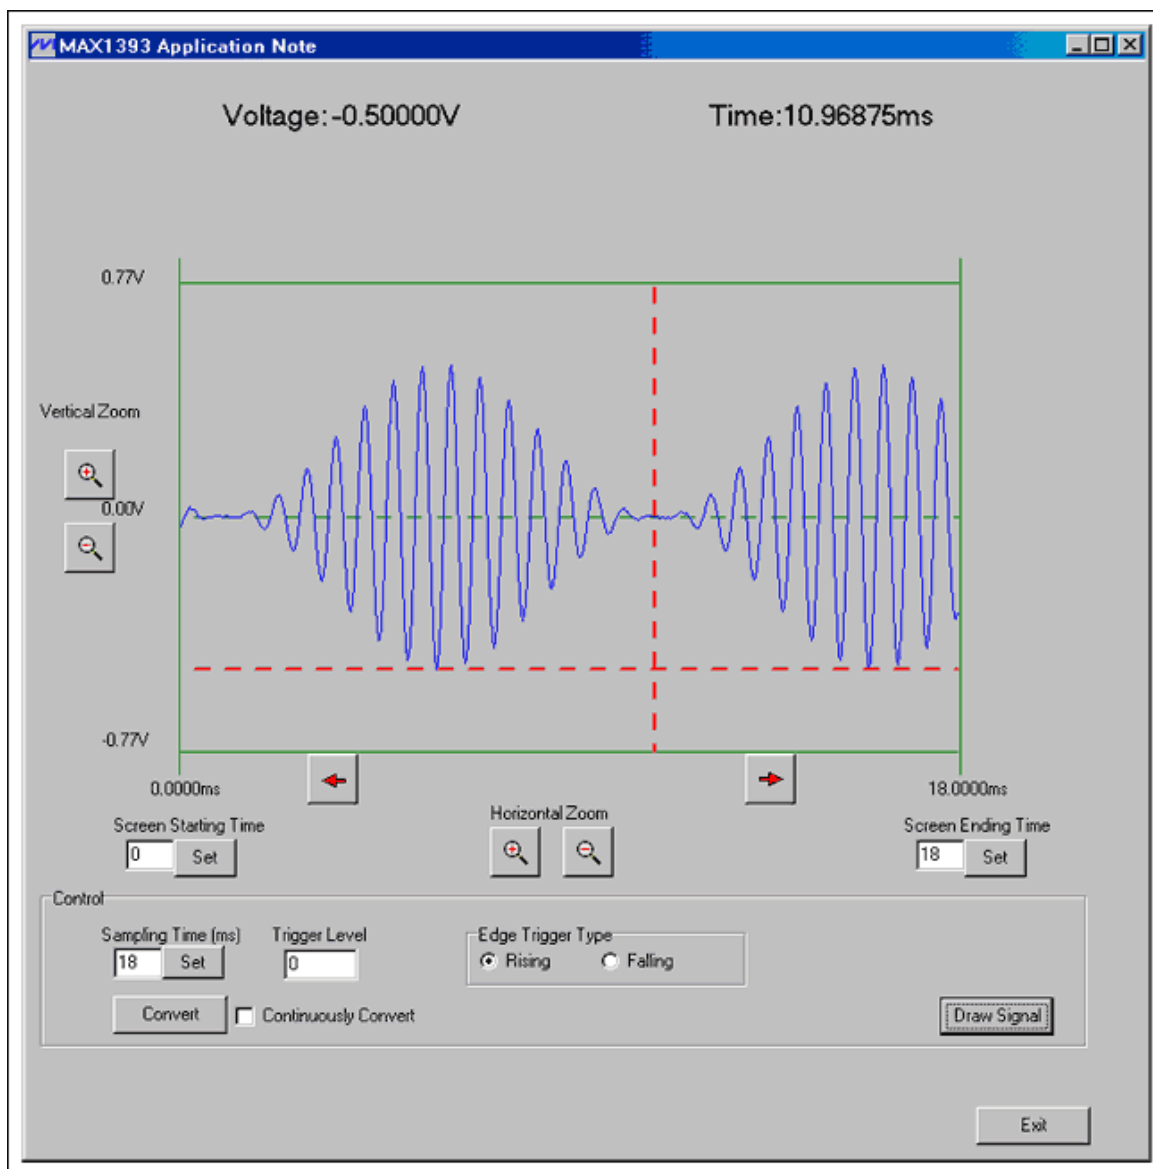 MAX1393 Application Note
Voltage:-0.50000V Time:10.96875ms
0.77V
Vertical Zoom
0.00V
-0.77V
0.0000ms 18.0000ms
Horizontal Zoom
Screen Starting Time Screen Ending Time
0 Set 18 Set
Control
Sampling Time (ms) Trigger Level Edge Trigger Type
18 Set 0 Rising Falling
Convert Continuously Convert Draw Signal
Exit